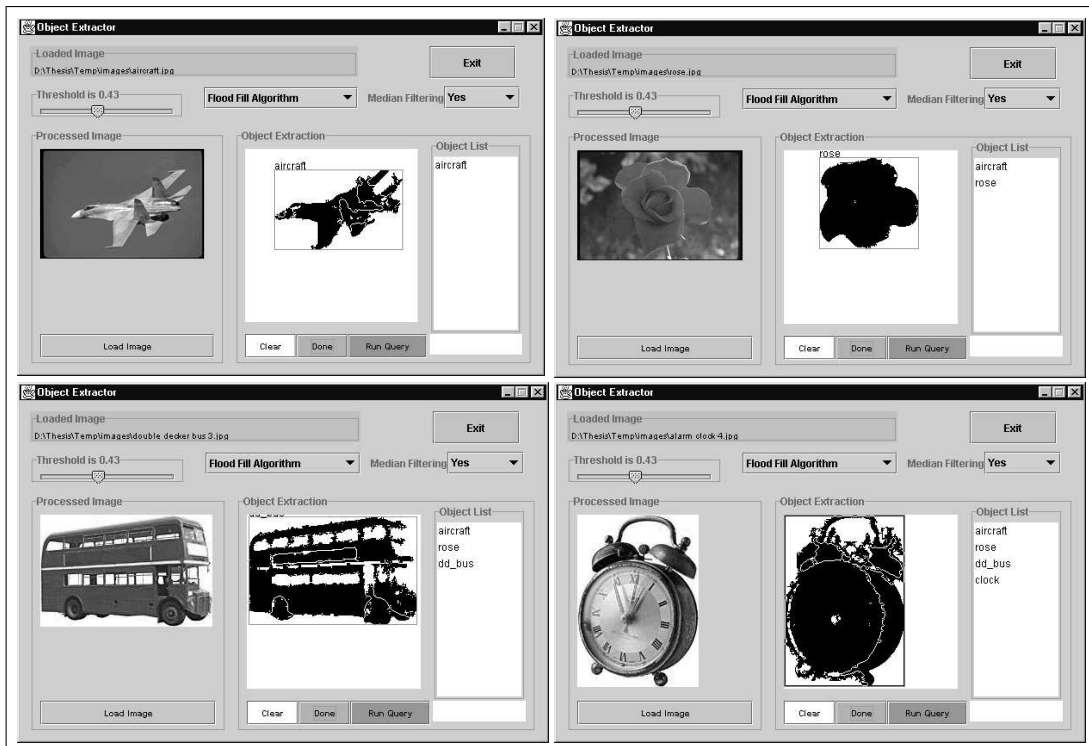 Object Extractor
Loaded Image
D:\Thesis\Temp\images\aircraft.jpg
Exit
Threshold is 0.43
Flood Fill Algorithm
Median Filtering Yes
Processed Image
Object Extraction
Object List
aircraft
aircraft
Load Image
Clear
Done
Run Query
Object Extractor
Loaded Image
D:\Thesis\Temp\images\rose.jpg
Exit
Threshold is 0.43
Flood Fill Algorithm
Median Filtering Yes
Processed Image
Object Extraction
Object List
rose
aircraft
rose
Load Image
Clear
Done
Run Query
Object Extractor
Loaded Image
D:\Thesis\Temp\images\double decker bus 3.jpg
Exit
Threshold is 0.43
Flood Fill Algorithm
Median Filtering Yes
Processed Image
Object Extraction
Object List
dd_bus
aircraft
rose
dd_bus
Load Image
Clear
Done
Run Query
Object Extractor
Loaded Image
D:\Thesis\Temp\images\alarm clock 4.jpg
Exit
Threshold is 0.43
Flood Fill Algorithm
Median Filtering Yes
Processed Image
Object Extraction
Object List
aircraft
rose
dd_bus
clock
XII
Load Image
Clear
Done
Run Query